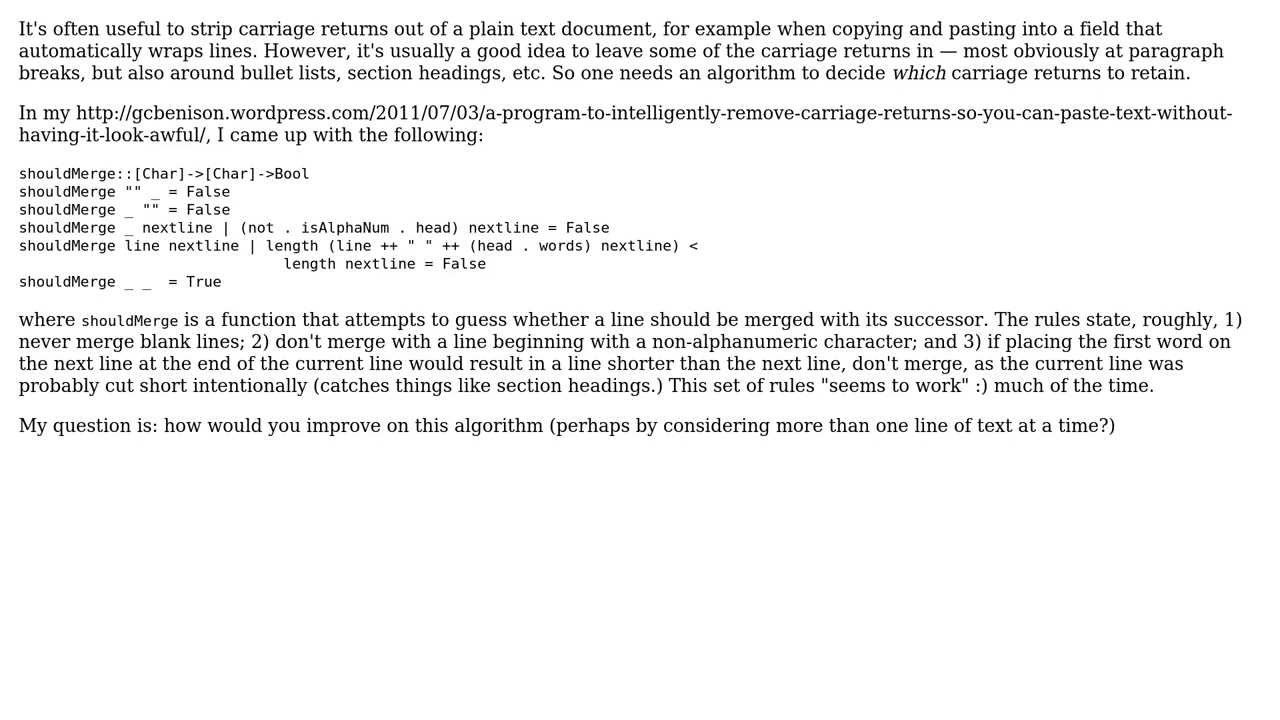 It's often useful to strip carriage returns out of a plain text document, for example when copying and pasting into a field that
automatically wraps lines. However, it's usually a good idea to leave some of the carriage returns in — most obviously at paragraph
breaks, but also around bullet lists, section headings, etc. So one needs an algorithm to decide which carriage returns to retain.
In my http://gcbenison.wordpress.com/2011/07/03/a-program-to-intelligently-remove-carriage-returns-so-you-can-paste-text-without-
having-it-look-awful/, I came up with the following:
shouldMerge::[Char]->[Char]->Bool
shouldMerge "" _ = False
shouldMerge _ "" = False
shouldMerge _ nextline | (not . isAlphaNum . head) nextline = False
shouldMerge line nextline | length (line ++ " " ++ (head . words) nextline) <
                              length nextline = False
shouldMerge _ _  = True
where shouldMerge is a function that attempts to guess whether a line should be merged with its successor. The rules state, roughly, 1)
never merge blank lines; 2) don't merge with a line beginning with a non-alphanumeric character; and 3) if placing the first word on
the next line at the end of the current line would result in a line shorter than the next line, don't merge, as the current line was
probably cut short intentionally (catches things like section headings.) This set of rules "seems to work" :) much of the time.
My question is: how would you improve on this algorithm (perhaps by considering more than one line of text at a time?)